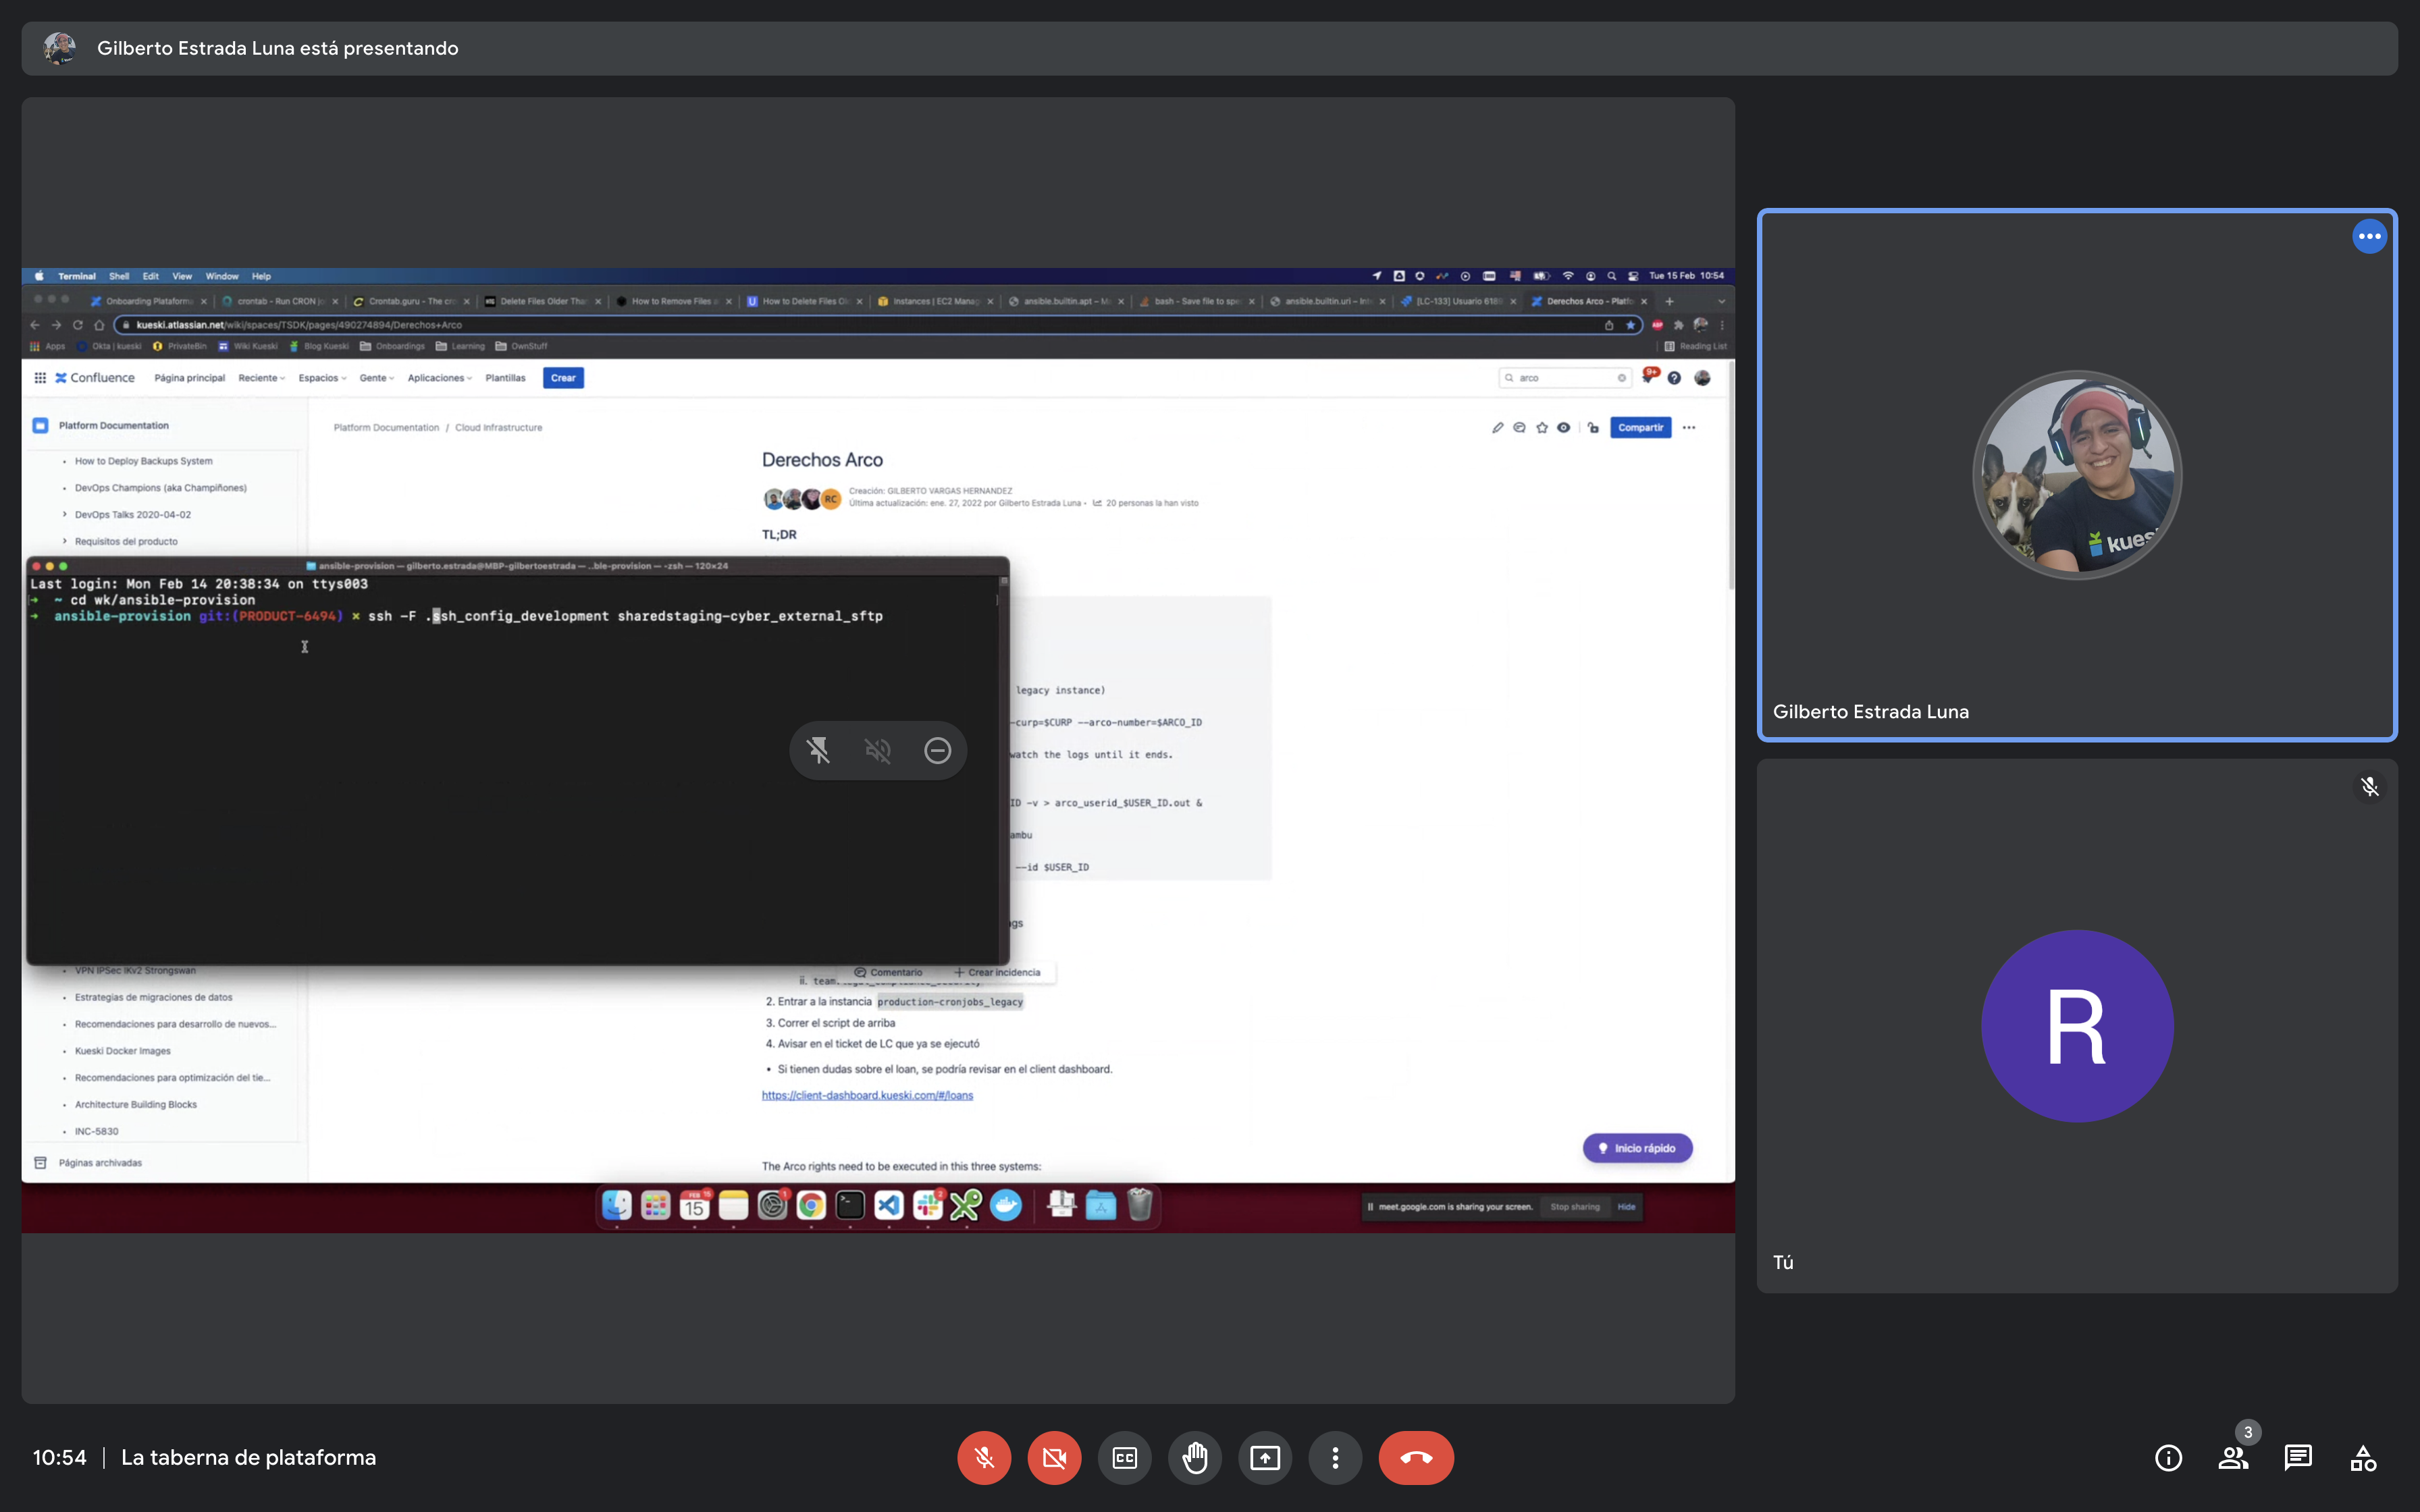 Gilberto Estrada Luna está presentando
Terminal Shell Edit View Window Help
Tue 15 Feb 10:54
Onboarding Plataform
crontab - Run CRON jo
Crontab.guru - The cro
Delete Files Older Than
How to Remove Files
How to Delete Files Ol
Instances | EC2 Manag
ansible.builtin.apt –
bash - Save file to spe
ansible.builtin.uri –
[LC-133] Usuario 618
Derechos Arco - Platfo
kueski.atlassian.net/wiki/spaces/TSDK/pages/490274894/Derechos+Arco
Apps Okta | kueski PrivateBin Wiki Kueski Blog Kueski Onboardings Learning OwnStuff
Reading List
Confluence Página principal Reciente Espacios Gente Aplicaciones Plantillas Crear
arco
9+
Platform Documentation
Platform Documentation / Cloud Infrastructure
Compartir
How to Deploy Backups System
DevOps Champions (aka Champiñones)
DevOps Talks 2020-04-02
Requisitos del producto
Derechos Arco
RC
Creación: GILBERTO VARGAS HERNANDEZ
Última actualización: ene. 27, 2022 por Gilberto Estrada Luna • 20 personas la han visto
TL;DR
ansible-provision — gilberto.estrada@MBP-gilbertoestrada — ..ble-provision — -zsh — 120×24
Last login: Mon Feb 14 20:38:34 on ttys003
→ ~ cd wk/ansible-provision
→ ansible-provision git:(PRODUCT-6494) × ssh -F .ssh_config_development sharedstaging-cyber_external_sftp
legacy instance)
-curp=$CURP --arco-number=$ARCO_ID
watch the logs until it ends.
ID -v > arco_userid_$USER_ID.out &
ambu
--id $USER_ID
ags
Comentario
Crear incidencia
ii. team
2. Entrar a la instancia production-cronjobs_legacy
3. Correr el script de arriba
4. Avisar en el ticket de LC que ya se ejecutó
• Si tienen dudas sobre el loan, se podría revisar en el client dashboard.
https://client-dashboard.kueski.com/#/loans
The Arco rights need to be executed in this three systems:
VPN IPSec IKv2 Strongswan
Estrategias de migraciones de datos
Recomendaciones para desarrollo de nuevos...
Kueski Docker Images
Recomendaciones para optimización del tie...
Architecture Building Blocks
INC-5830
Páginas archivadas
Inicio rápido
FEB
15
meet.google.com is sharing your screen. Stop sharing Hide
kues
Gilberto Estrada Luna
R
Tú
10:54 | La taberna de plataforma
CC
3